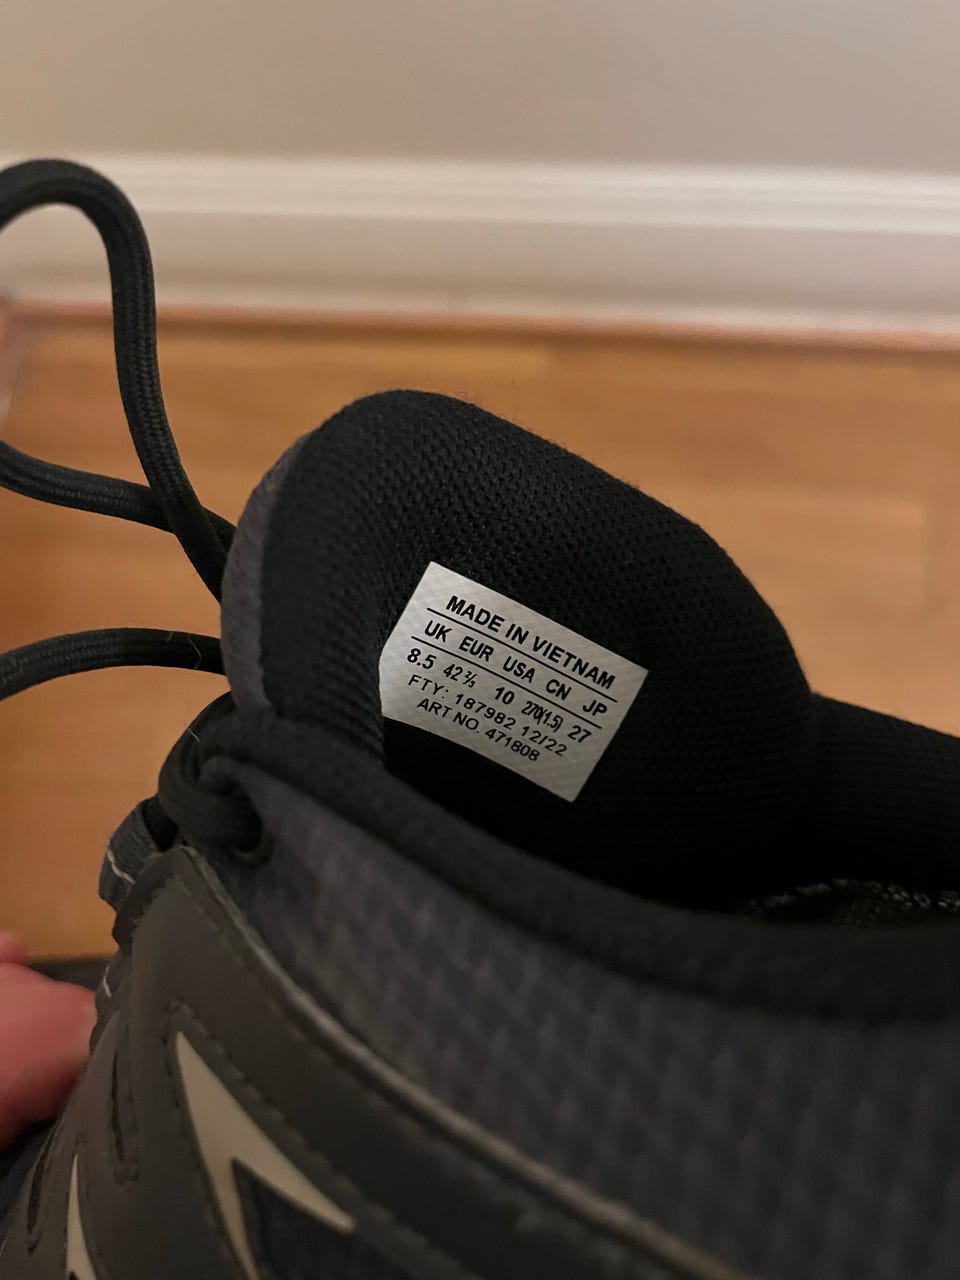 MADE IN VIETNAM
UK EUR USA CN JP
8.5 42⅔ 10 270(1.5) 27
FTY: 187982 12/22
ART NO. 471808